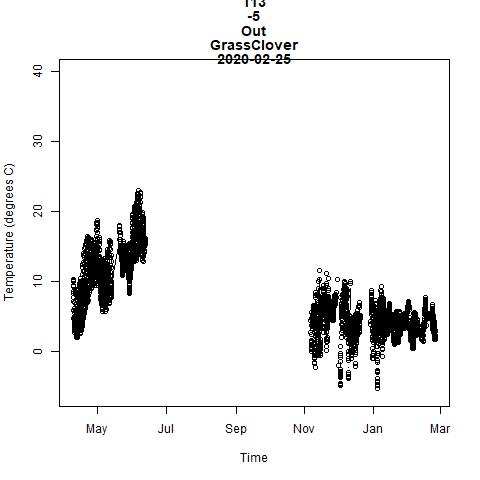 T13
-5
Out
GrassClover
2020-02-25
Temperature (degrees C)
40
30
20
10
0
May Jul Sep Nov Jan Mar
Time